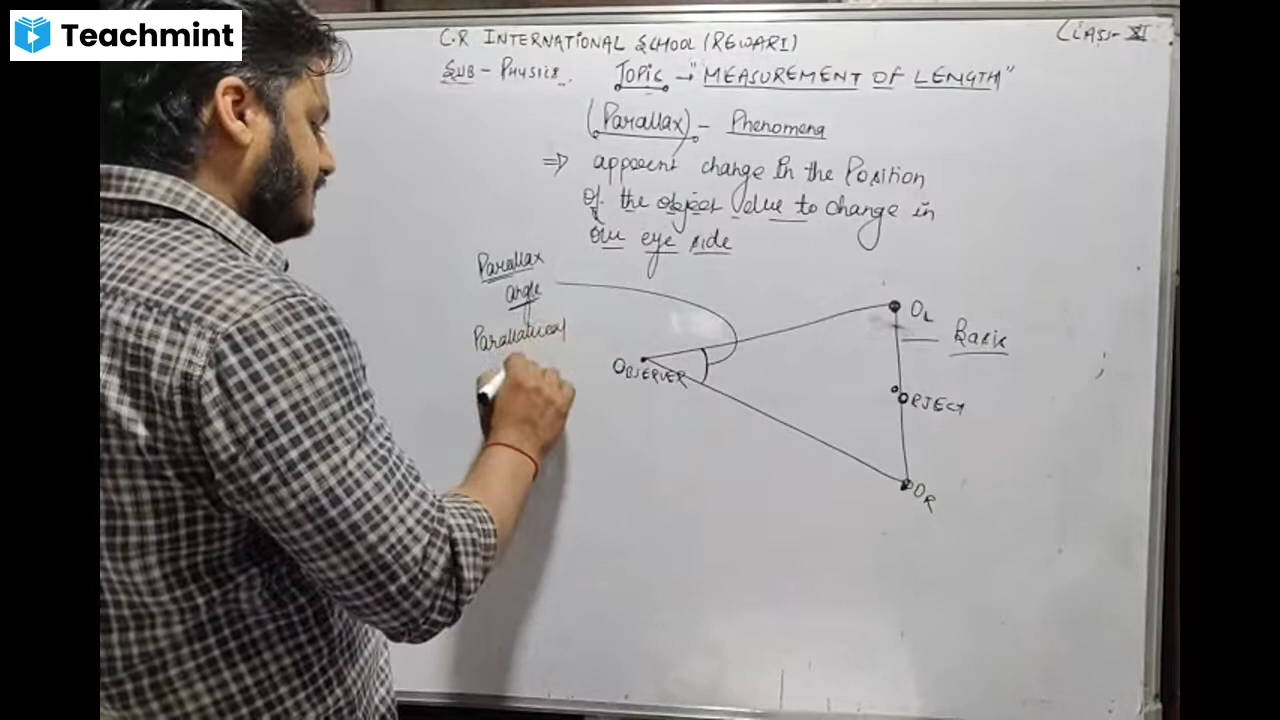 Teachmint
C.R INTERNATIONAL SCHOOL (REWARI)
CLASS-XI
SUB - PHYSICS.
TOPIC → "MEASUREMENT OF LENGTH"
(Parallax) - Phenomena
⇒ apparent change in the Position
of the object due to change in
our eye side
Parallax
angle
Parallatical
OBSERVER
OL
Basis
OBJECT
OR